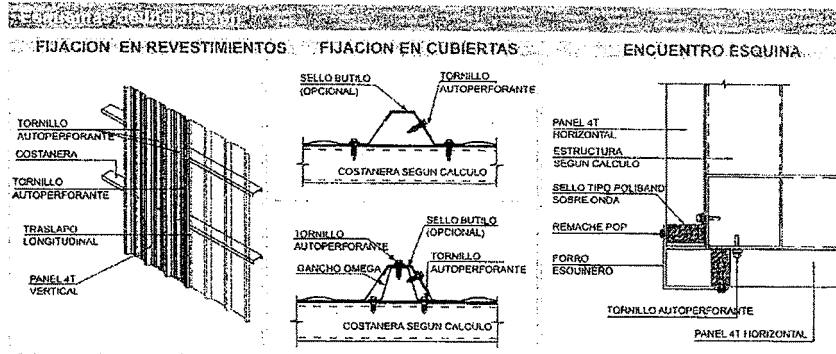 Esquemas de Instalación
FIJACION EN REVESTIMIENTOS
TORNILLO
AUTOPERFORANTE
COSTANERA
TORNILLO
AUTOPERFORANTE
TRASLAPO
LONGITUDINAL
PANEL 4T
VERTICAL
FIJACION EN CUBIERTAS
SELLO BUTILO
(OPCIONAL)
TORNILLO
AUTOPERFORANTE
COSTANERA SEGUN CALCULO
TORNILLO
AUTOPERFORANTE
GANCHO OMEGA
SELLO BUTILO
(OPCIONAL)
TORNILLO
AUTOPERFORANTE
COSTANERA SEGUN CALCULO
ENCUENTRO ESQUINA
PANEL 4T
HORIZONTAL
ESTRUCTURA
SEGUN CALCULO
SELLO TIPO POLIBAND
SOBRE ONDA
REMACHE POP
FORRO
ESQUINERO
TORNILLO AUTOPERFORANTE
PANEL 4T HORIZONTAL